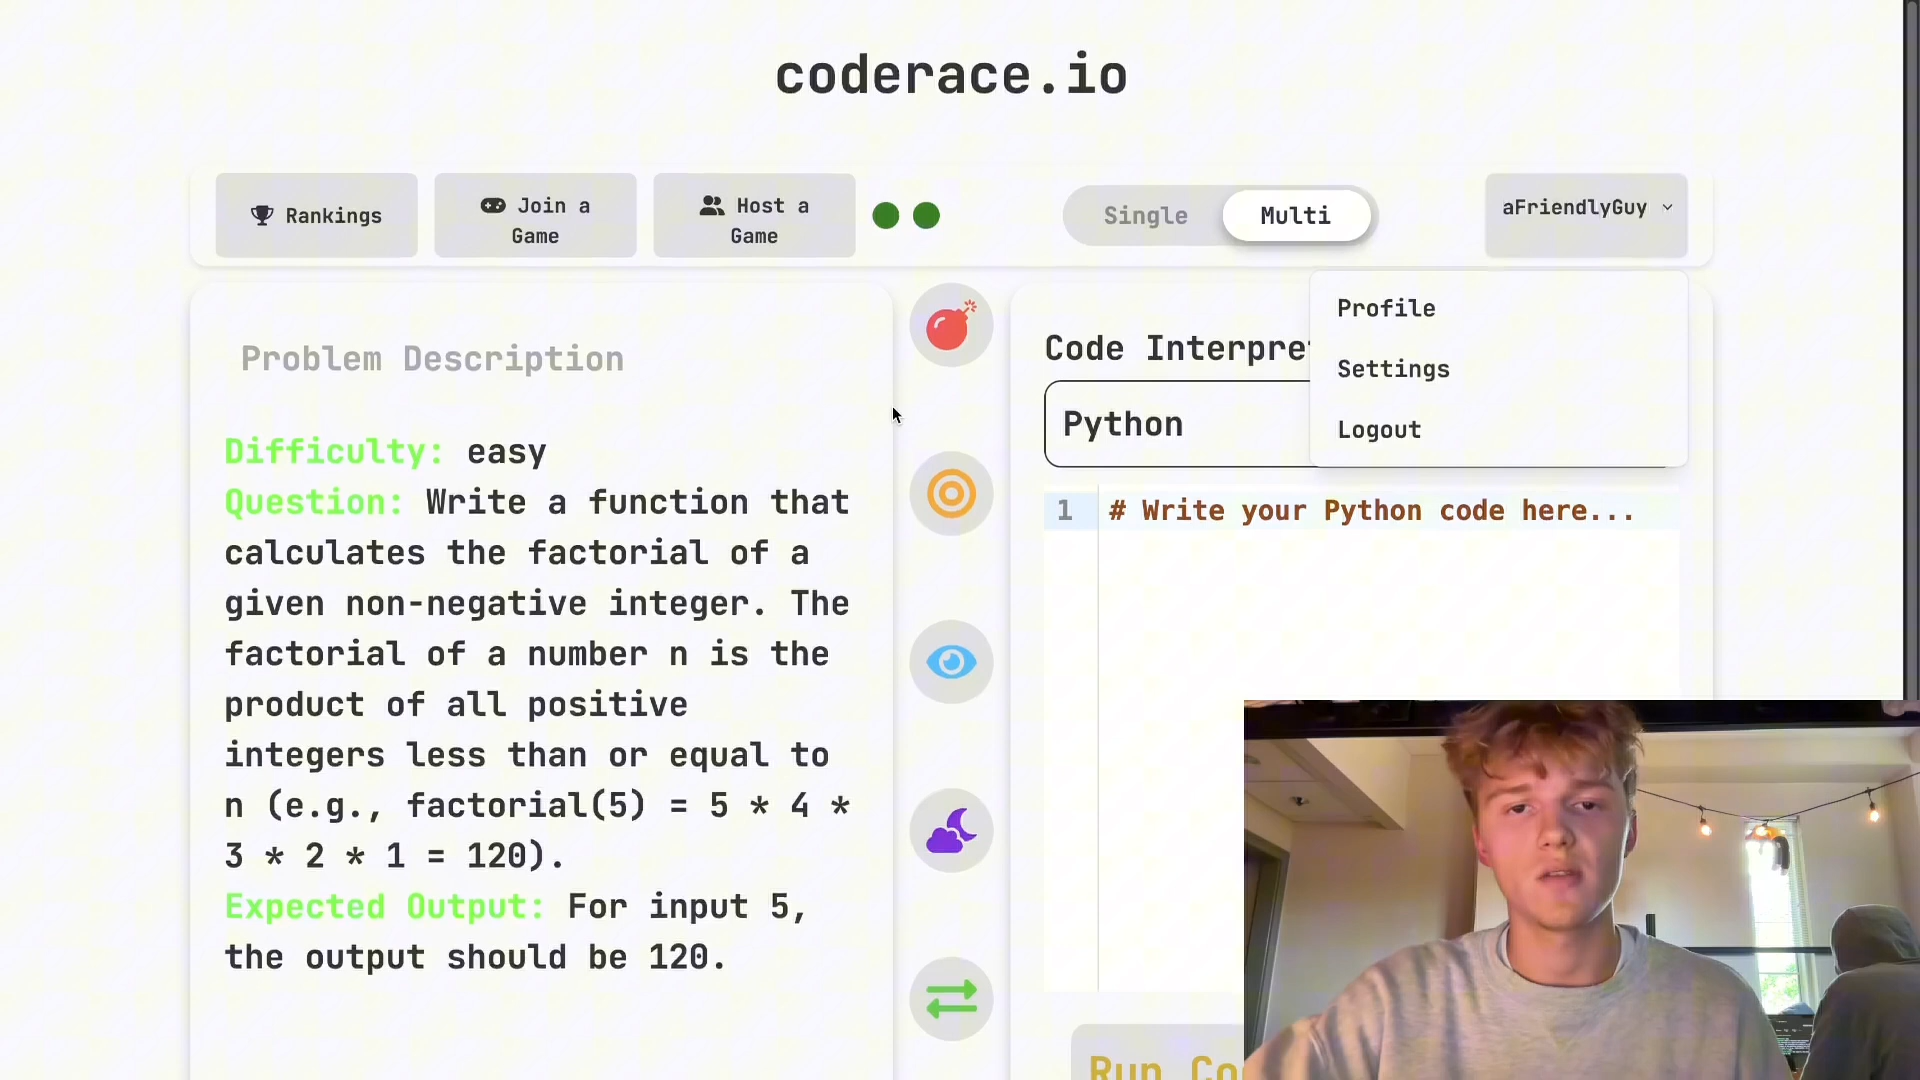 coderace.io
Rankings
Join a
Game
Host a
Game
Single
Multi
aFriendlyGuy
Profile
Settings
Logout
Problem Description
Difficulty: easy
Question: Write a function that
calculates the factorial of a
given non-negative integer. The
factorial of a number n is the
product of all positive
integers less than or equal to
n (e.g., factorial(5) = 5 * 4 *
3 * 2 * 1 = 120).
Expected Output: For input 5,
the output should be 120.
Code Interpre
Python
1 # Write your Python code here...
Run Co